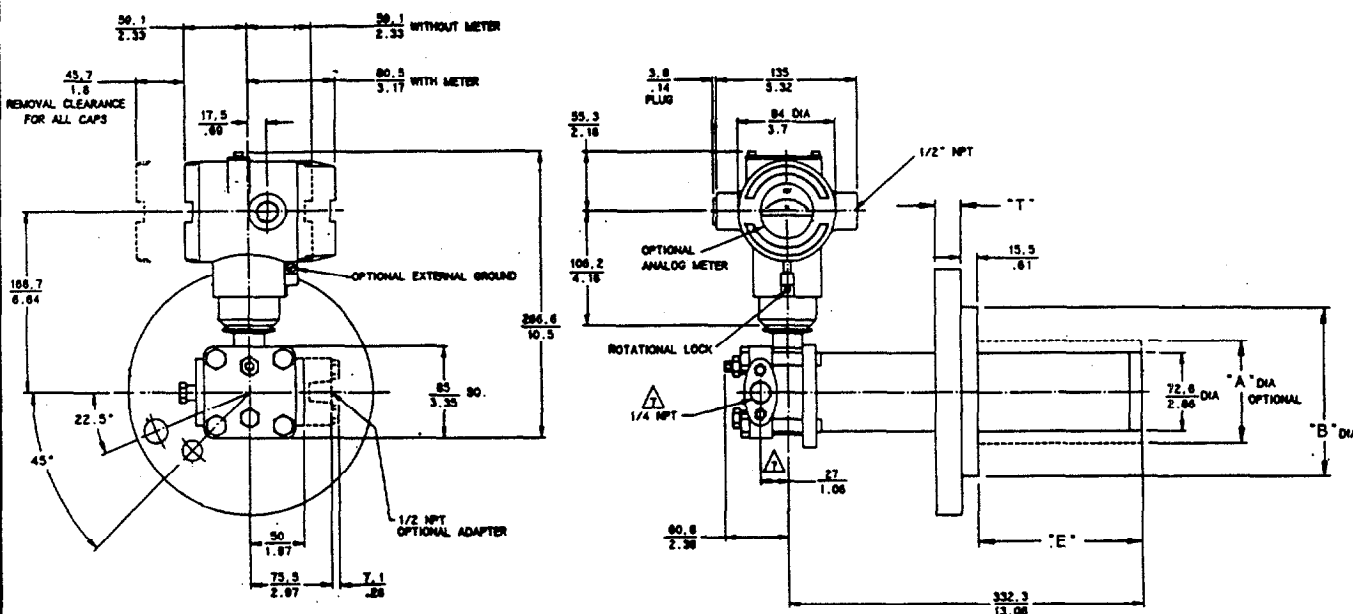 59,1
2.33
59,1
2.33 WITHOUT METER
45,7
1.8
REMOVAL CLEARANCE
FOR ALL CAPS
80,5
3.17 WITH METER
17,5
.69
168,7
6.64
OPTIONAL EXTERNAL GROUND
266,6
10.5
85
3.35 SQ.
22.5°
45°
1/2 NPT
OPTIONAL ADAPTER
50
1.97
75,5
2.97
7,1
.28
3,8
.14
PLUG
135
5.32
55,3
2.18
84 DIA
3.7
1/2" NPT
OPTIONAL
ANALOG METER
106,2
4.18
ROTATIONAL LOCK
7
1/4 NPT
7
27
1.06
60,6
2.38
"T"
15,5
.61
72,6
2.86 DIA
"A" DIA
OPTIONAL
"B" DIA
"E"
332,3
13.08